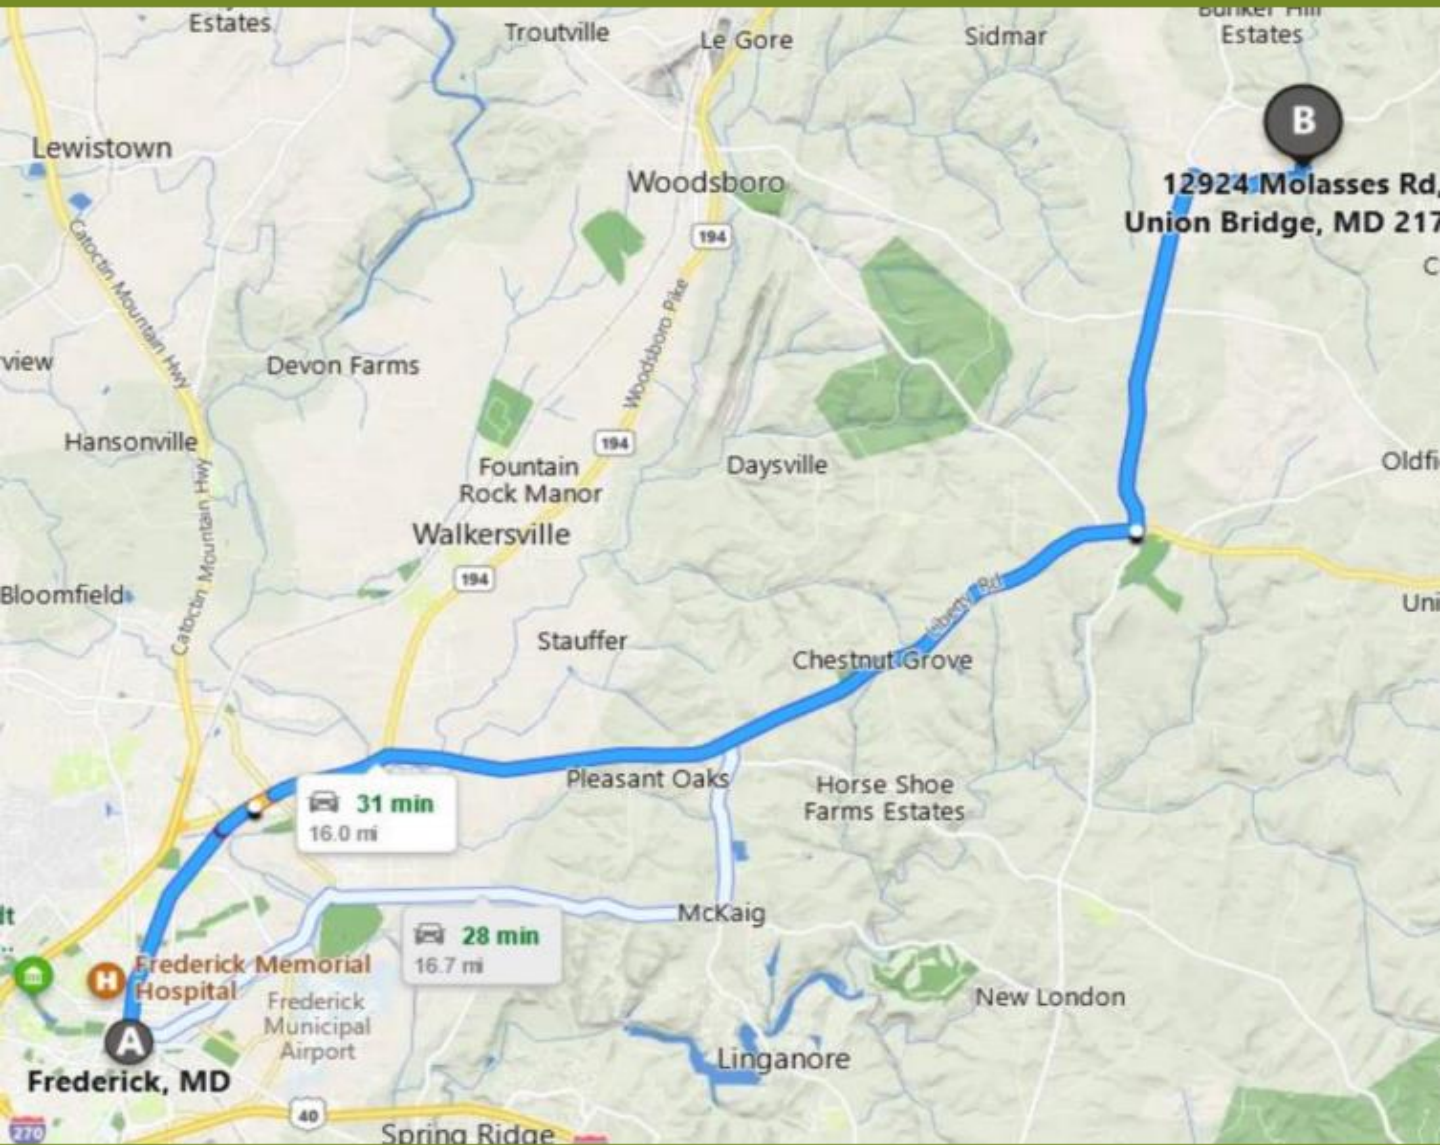 Estates
Troutville
Le Gore
Sidmar
Bunker Hill
Estates
B
Lewistown
Woodsboro
12924 Molasses Rd,
Union Bridge, MD 217
194
Catoctin Mountain Hwy
Woodsboro Pike
Devon Farms
Hansonville
194
Fountain
Rock Manor
Daysville
Walkersville
Catoctin Mountain Hwy
194
Bloomfield
Stauffer
Liberty Rd
Chestnut Grove
Pleasant Oaks
Horse Shoe
Farms Estates
31 min
16.0 mi
McKaig
28 min
16.7 mi
H
Frederick Memorial
Hospital
Frederick
Municipal
Airport
New London
A
Linganore
Frederick, MD
40
270
Spring Ridge